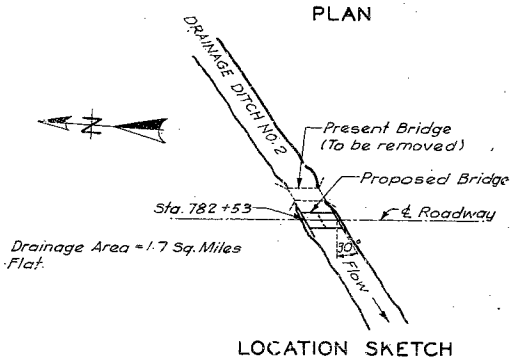 PLAN
DRAINAGE DITCH NO. 2
N
Present Bridge
(To be removed)
Proposed Bridge
Sta. 782+53
℄ Roadway
30°
Drainage Area = 1.7 Sq. Miles
Flat.
Flow
LOCATION SKETCH